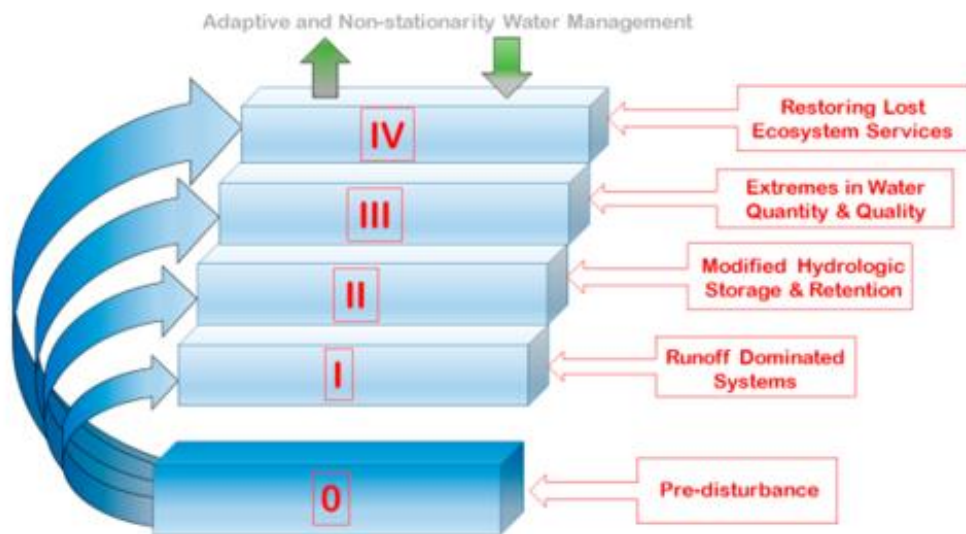 Adaptive and Non-stationarity Water Management
IV
Restoring Lost
Ecosystem Services
III
Extremes in Water
Quantity & Quality
II
Modified Hydrologic
Storage & Retention
I
Runoff Dominated
Systems
0
Pre-disturbance